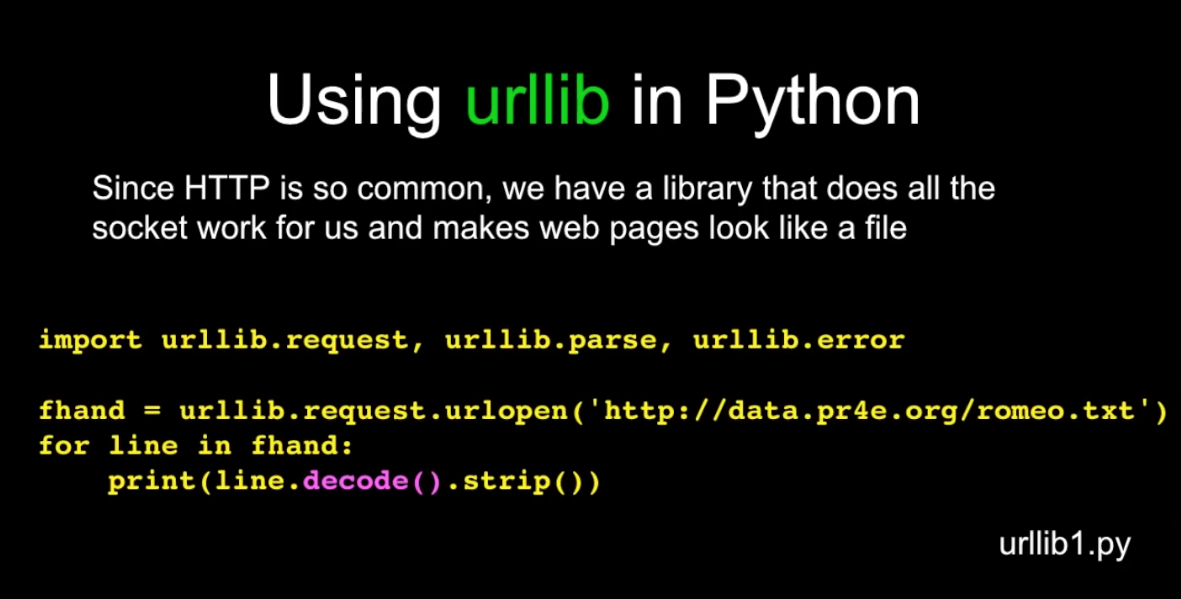 Using urllib in Python
Since HTTP is so common, we have a library that does all the
socket work for us and makes web pages look like a file
import urllib.request, urllib.parse, urllib.error
fhand = urllib.request.urlopen('http://data.pr4e.org/romeo.txt')
for line in fhand:
    print(line.decode().strip())
urllib1.py